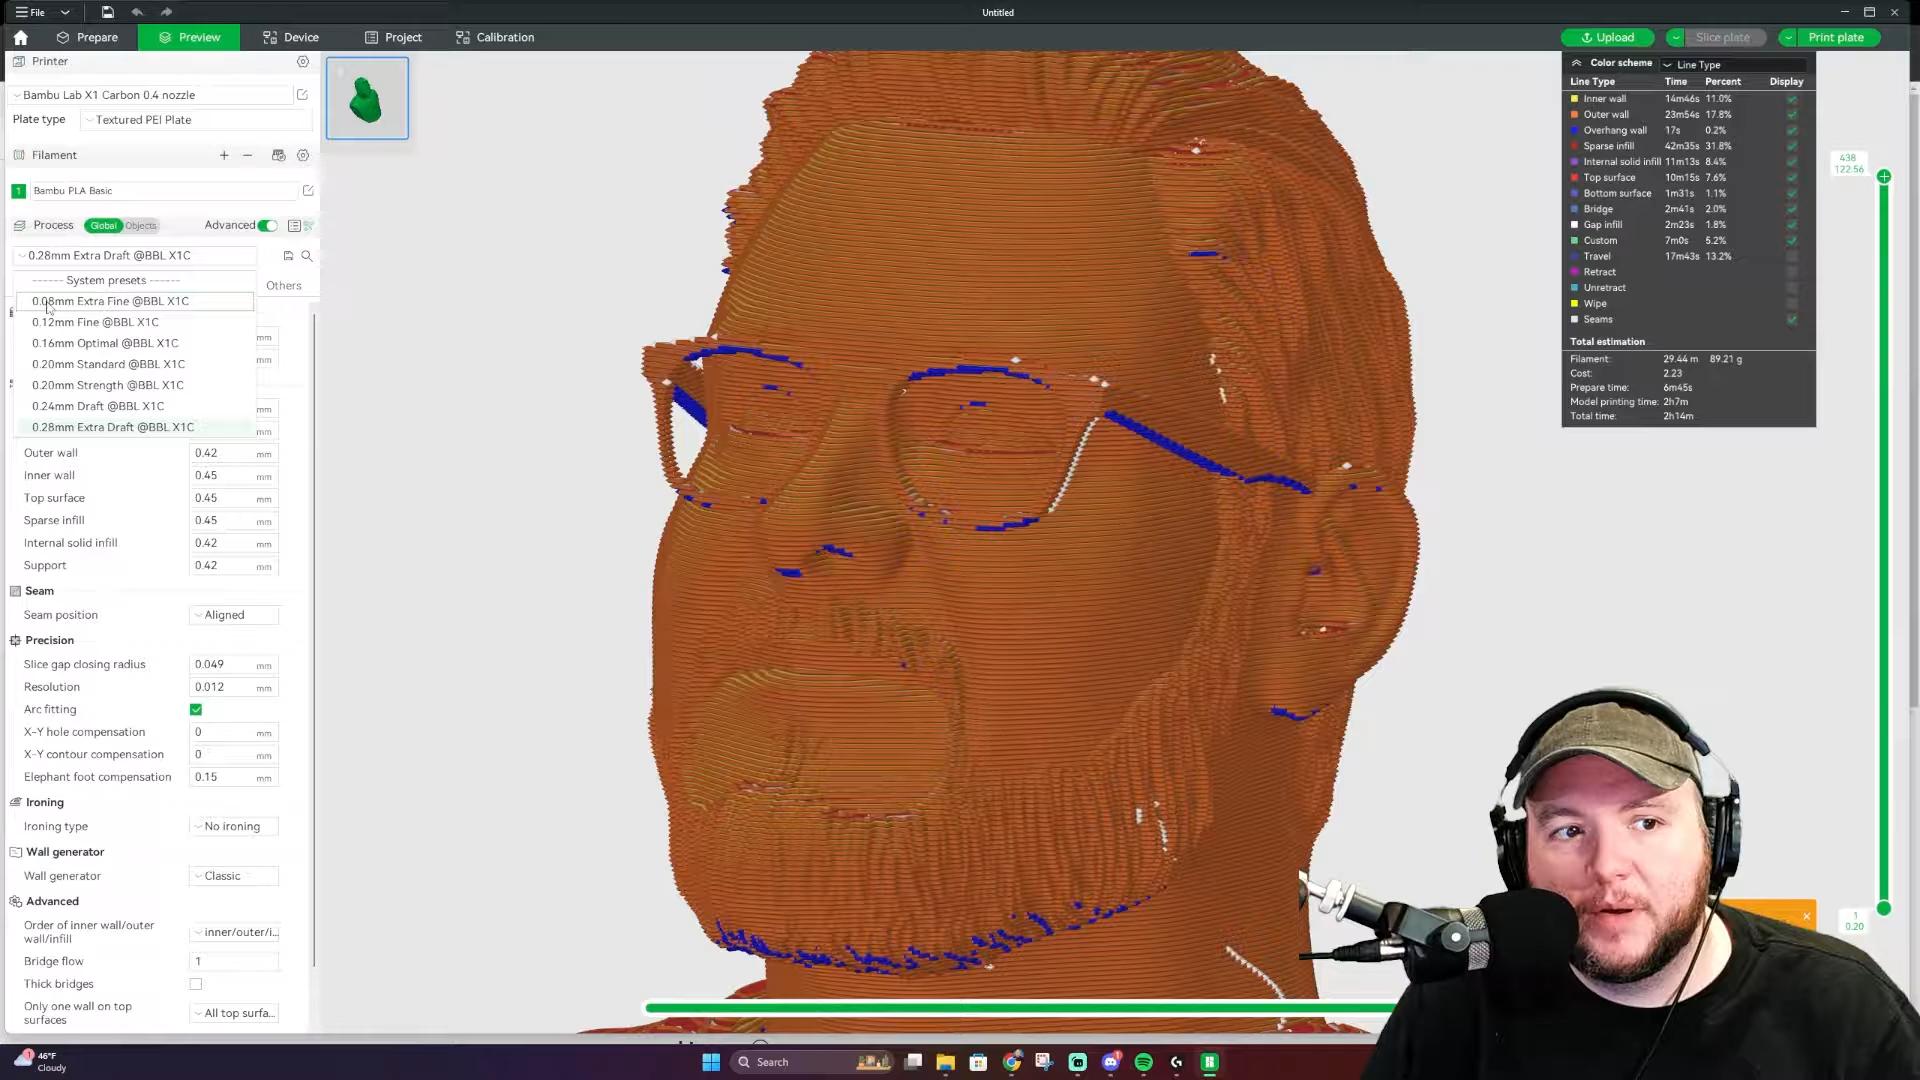 File
Untitled
Prepare
Preview
Device
Project
Calibration
Upload
Slice plate
Print plate
Printer
Bambu Lab X1 Carbon 0.4 nozzle
Plate type
Textured PEI Plate
Filament
1
Bambu PLA Basic
Process
Global
Objects
Advanced
0.28mm Extra Draft @BBL X1C
------ System presets ------
Others
0.08mm Extra Fine @BBL X1C
0.12mm Fine @BBL X1C
mm
0.16mm Optimal @BBL X1C
0.20mm Standard @BBL X1C
mm
0.20mm Strength @BBL X1C
0.24mm Draft @BBL X1C
mm
0.28mm Extra Draft @BBL X1C
mm
Outer wall 0.42 mm
Inner wall 0.45 mm
Top surface 0.45 mm
Sparse infill 0.45 mm
Internal solid infill 0.42 mm
Support 0.42 mm
Seam
Seam position Aligned
Precision
Slice gap closing radius 0.049 mm
Resolution 0.012 mm
Arc fitting
X-Y hole compensation 0 mm
X-Y contour compensation 0 mm
Elephant foot compensation 0.15 mm
Ironing
Ironing type No ironing
Wall generator
Wall generator Classic
Advanced
Order of inner wall/outer
wall/infill
inner/outer/i...
Bridge flow 1
Thick bridges
Only one wall on top
surfaces
All top surfa...
Color scheme Line Type
Line Type Time Percent Display
Inner wall 14m46s 11.0%
Outer wall 23m54s 17.8%
Overhang wall 17s 0.2%
Sparse infill 42m35s 31.8%
Internal solid infill 11m13s 8.4%
Top surface 10m15s 7.6%
Bottom surface 1m31s 1.1%
Bridge 2m41s 2.0%
Gap infill 2m23s 1.8%
Custom 7m0s 5.2%
Travel 17m43s 13.2%
Retract
Unretract
Wipe
Seams
Total estimation
Filament: 29.44 m 89.21 g
Cost: 2.23
Prepare time: 6m45s
Model printing time: 2h7m
Total time: 2h14m
438
122.56
1
0.20
1
46°F
Cloudy
Search